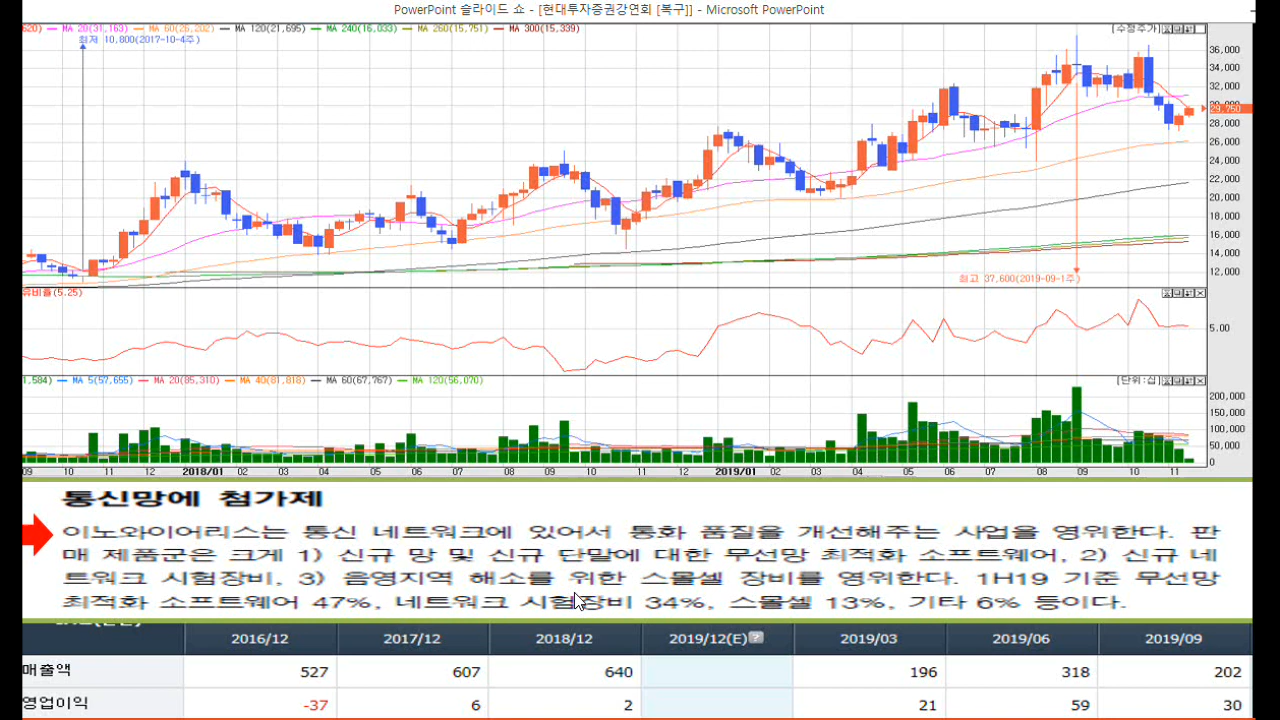 PowerPoint 슬라이드 쇼 - [현대투자증권강연회 [복구]] - Microsoft PowerPoint
620) MA 20(31,163) MA 60(26,202) MA 120(21,695) MA 240(16,033) MA 260(15,751) MA 300(15,339) [수정주가]
최저 10,800(2017-10-4주)
36,000
34,000
32,000
29,750
28,000
26,000
24,000
22,000
20,000
18,000
16,000
14,000
12,000
최고 37,600(2019-09-1주)
유비율(5.25)
5.00
1,584) MA 5(57,655) MA 20(85,310) MA 40(81,818) MA 60(67,767) MA 120(56,070) [단위:십]
200,000
150,000
100,000
50,000
0
09 10 11 12 2018/01 02 03 04 05 06 07 08 09 10 11 12 2019/01 02 03 04 05 06 07 08 09 10 11
통신망에 첨가제
이노와이어리스는 통신 네트워크에 있어서 통화 품질을 개선해주는 사업을 영위한다. 판
매 제품군은 크게 1) 신규 망 및 신규 단말에 대한 무선망 최적화 소프트웨어, 2) 신규 네
트워크 시험장비, 3) 음영지역 해소를 위한 스몰셀 장비를 영위한다. 1H19 기준 무선망
최적화 소프트웨어 47%, 네트워크 시험장비 34%, 스몰셀 13%, 기타 6% 등이다.
2016/12 2017/12 2018/12 2019/12(E) 2019/03 2019/06 2019/09
매출액 527 607 640 196 318 202
영업이익 -37 6 2 21 59 30